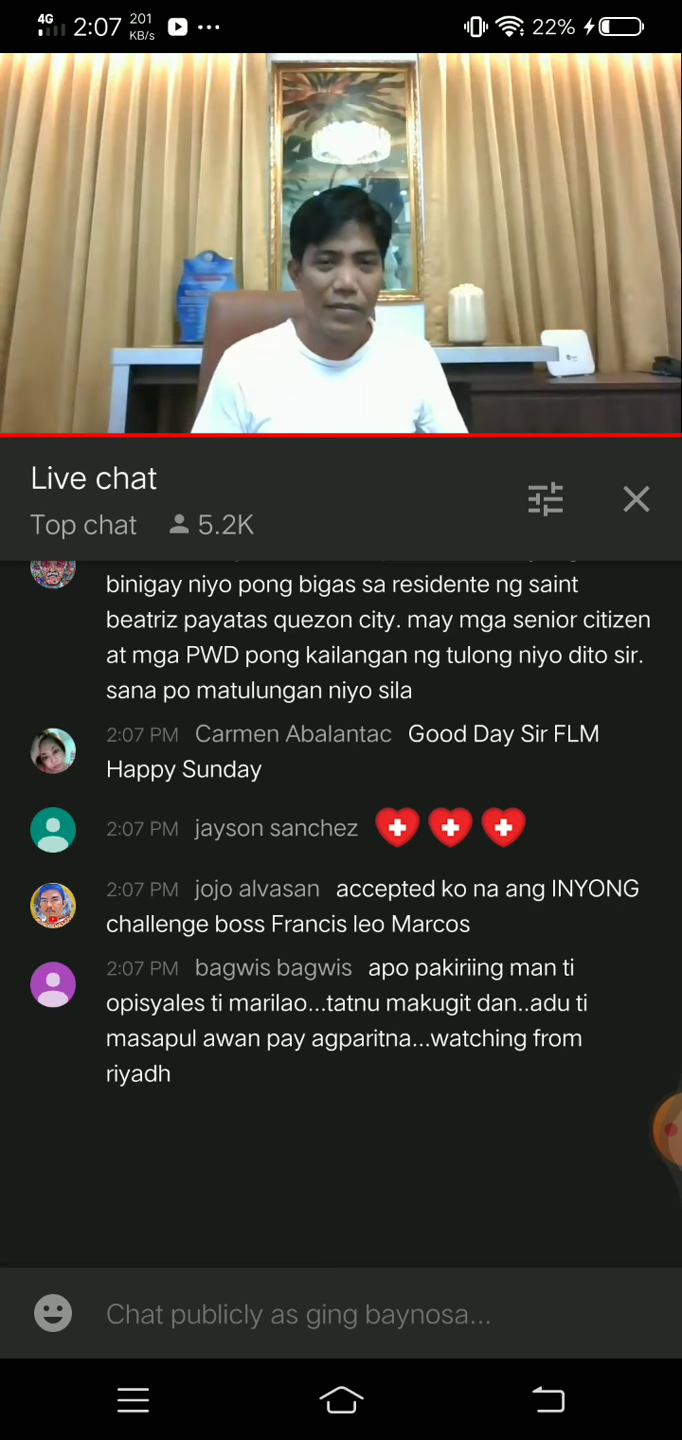 4G 2:07 201 KB/s 22%
Live chat
Top chat 5.2K
binigay niyo pong bigas sa residente ng saint
beatriz payatas quezon city. may mga senior citizen
at mga PWD pong kailangan ng tulong niyo dito sir.
sana po matulungan niyo sila
2:07 PM Carmen Abalantac Good Day Sir FLM
Happy Sunday
2:07 PM jayson sanchez
2:07 PM jojo alvasan accepted ko na ang INYONG
challenge boss Francis leo Marcos
2:07 PM bagwis bagwis apo pakiriing man ti
opisyales ti marilao...tatnu makugit dan..adu ti
masapul awan pay agparitna...watching from
riyadh
Chat publicly as ging baynosa...